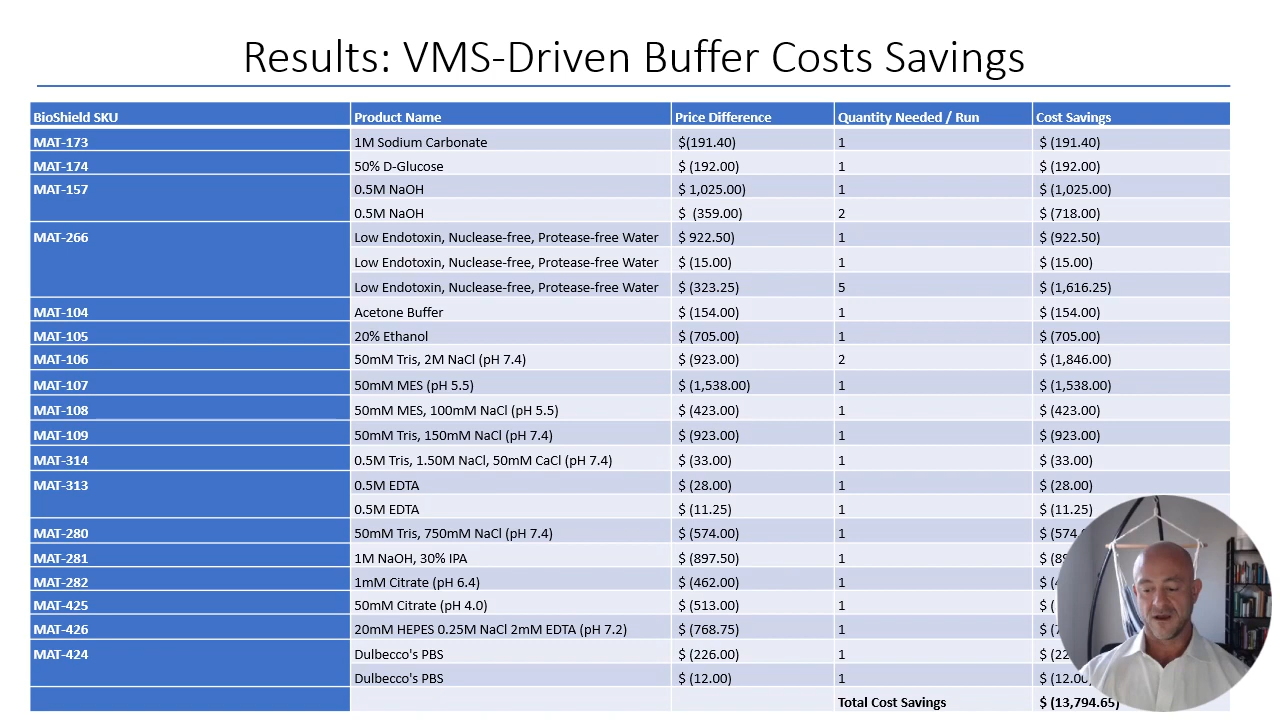 Results: VMS-Driven Buffer Costs Savings
BioShield SKU Product Name Price Difference Quantity Needed / Run Cost Savings
MAT-173 1M Sodium Carbonate $(191.40) 1 $ (191.40)
MAT-174 50% D-Glucose $ (192.00) 1 $ (192.00)
MAT-157 0.5M NaOH $ 1,025.00) 1 $ (1,025.00)
0.5M NaOH $ (359.00) 2 $ (718.00)
MAT-266 Low Endotoxin, Nuclease-free, Protease-free Water $ 922.50) 1 $ (922.50)
Low Endotoxin, Nuclease-free, Protease-free Water $ (15.00) 1 $ (15.00)
Low Endotoxin, Nuclease-free, Protease-free Water $ (323.25) 5 $ (1,616.25)
MAT-104 Acetone Buffer $ (154.00) 1 $ (154.00)
MAT-105 20% Ethanol $ (705.00) 1 $ (705.00)
MAT-106 50mM Tris, 2M NaCl (pH 7.4) $ (923.00) 2 $ (1,846.00)
MAT-107 50mM MES (pH 5.5) $ (1,538.00) 1 $ (1,538.00)
MAT-108 50mM MES, 100mM NaCl (pH 5.5) $ (423.00) 1 $ (423.00)
MAT-109 50mM Tris, 150mM NaCl (pH 7.4) $ (923.00) 1 $ (923.00)
MAT-314 0.5M Tris, 1.50M NaCl, 50mM CaCl (pH 7.4) $ (33.00) 1 $ (33.00)
MAT-313 0.5M EDTA $ (28.00) 1 $ (28.00)
0.5M EDTA $ (11.25) 1 $ (11.25)
MAT-280 50mM Tris, 750mM NaCl (pH 7.4) $ (574.00) 1 $ (574
MAT-281 1M NaOH, 30% IPA $ (897.50) 1 $
MAT-282 1mM Citrate (pH 6.4) $ (462.00) 1 $
MAT-425 50mM Citrate (pH 4.0) $ (513.00) 1 $
MAT-426 20mM HEPES 0.25M NaCl 2mM EDTA (pH 7.2) $ (768.75) 1 $
MAT-424 Dulbecco's PBS $ (226.00) 1 $ (22
Dulbecco's PBS $ (12.00) 1 $ (12.00
Total Cost Savings $ (13,794.65)